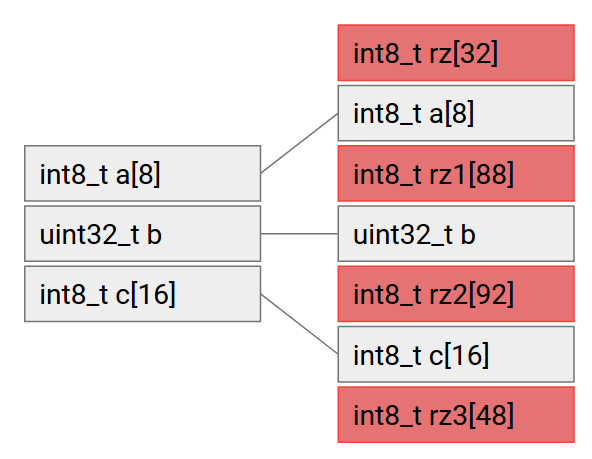 int8_t a[8]
uint32_t b
int8_t c[16]
int8_t rz[32]
int8_t a[8]
int8_t rz1[88]
uint32_t b
int8_t rz2[92]
int8_t c[16]
int8_t rz3[48]